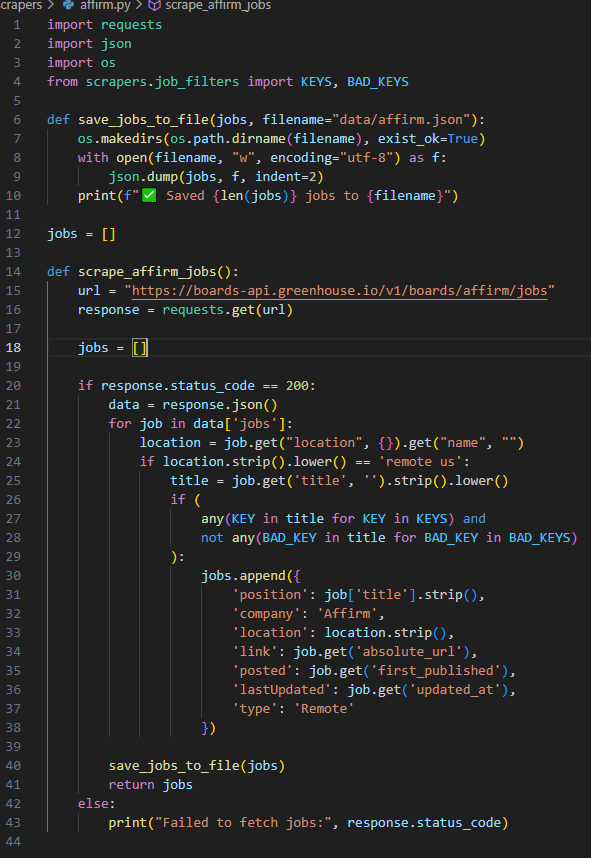 crapers > affirm.py > scrape_affirm_jobs
1 import requests
2 import json
3 import os
4 from scrapers.job_filters import KEYS, BAD_KEYS
5
6 def save_jobs_to_file(jobs, filename="data/affirm.json"):
7     os.makedirs(os.path.dirname(filename), exist_ok=True)
8     with open(filename, "w", encoding="utf-8") as f:
9         json.dump(jobs, f, indent=2)
10     print(f"✅ Saved {len(jobs)} jobs to {filename}")
11
12 jobs = []
13
14 def scrape_affirm_jobs():
15     url = "https://boards-api.greenhouse.io/v1/boards/affirm/jobs"
16     response = requests.get(url)
17
18     jobs = []
19
20     if response.status_code == 200:
21         data = response.json()
22         for job in data['jobs']:
23             location = job.get("location", {}).get("name", "")
24             if location.strip().lower() == 'remote us':
25                 title = job.get('title', '').strip().lower()
26                 if (
27                     any(KEY in title for KEY in KEYS) and
28                     not any(BAD_KEY in title for BAD_KEY in BAD_KEYS)
29                 ):
30                     jobs.append({
31                         'position': job['title'].strip(),
32                         'company': 'Affirm',
33                         'location': location.strip(),
34                         'link': job.get('absolute_url'),
35                         'posted': job.get('first_published'),
36                         'lastUpdated': job.get('updated_at'),
37                         'type': 'Remote'
38                     })
39
40         save_jobs_to_file(jobs)
41         return jobs
42     else:
43         print("Failed to fetch jobs:", response.status_code)
44